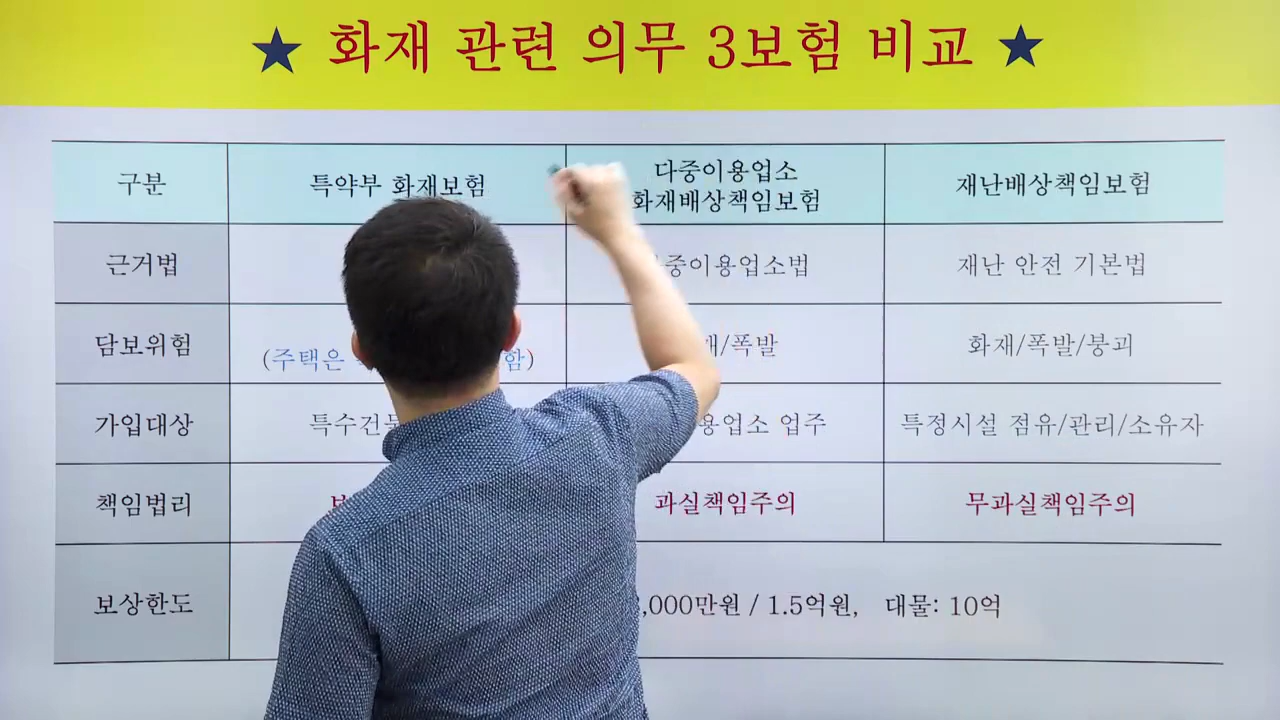 ★ 화재 관련 의무 3보험 비교 ★
구분
특약부 화재보험
다중이용업소
화재배상책임보험
재난배상책임보험
근거법
중이용업소법
재난 안전 기본법
담보위험
(주택은 함)
/폭발
화재/폭발/붕괴
가입대상
특수건
용업소 업주
특정시설 점유/관리/소유자
책임법리
과실책임주의
무과실책임주의
보상한도
,000만원 / 1.5억원, 대물: 10억